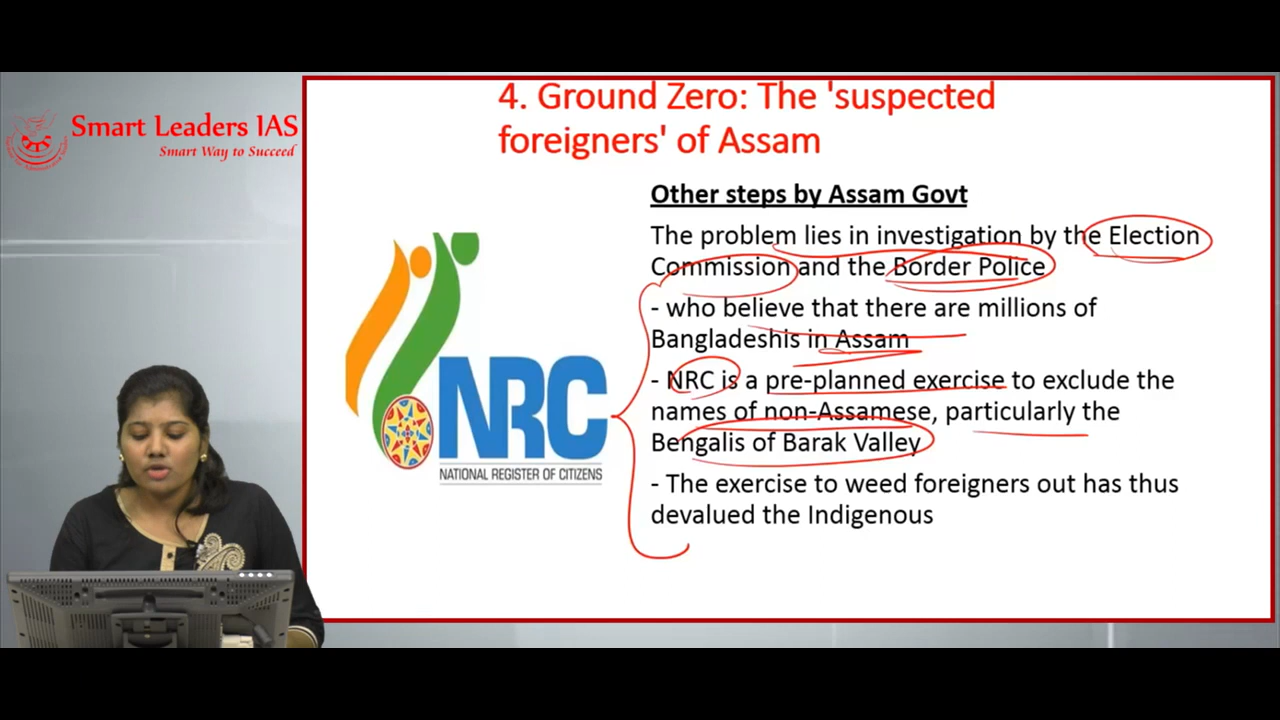 Smart Leaders IAS
Smart Way to Succeed
4. Ground Zero: The 'suspected
foreigners' of Assam
Other steps by Assam Govt
The problem lies in investigation by the Election
Commission and the Border Police
- who believe that there are millions of
Bangladeshis in Assam
- NRC is a pre-planned exercise to exclude the
names of non-Assamese, particularly the
Bengalis of Barak Valley
- The exercise to weed foreigners out has thus
devalued the Indigenous
NRC
NATIONAL REGISTER OF CITIZENS